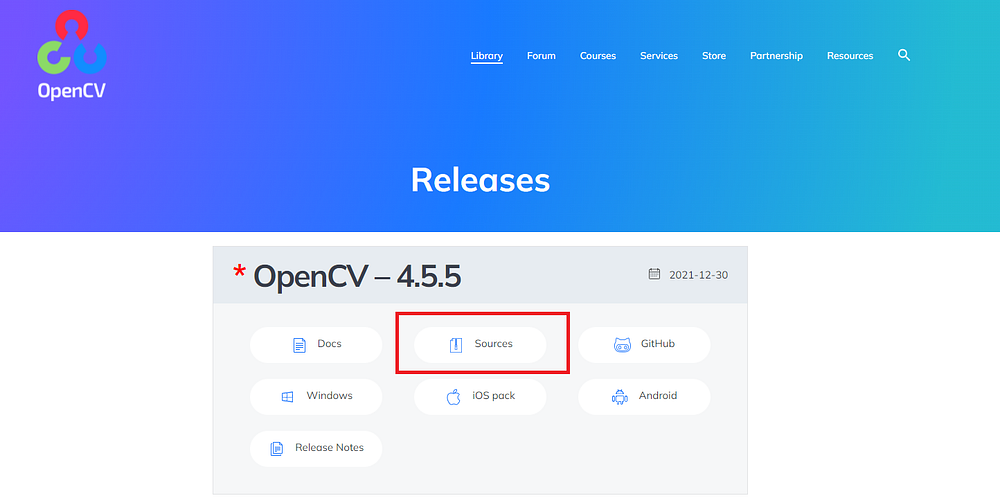 OpenCV
Library Forum Courses Services Store Partnership Resources
Releases
* OpenCV – 4.5.5
2021-12-30
Docs Sources GitHub
Windows iOS pack Android
Release Notes